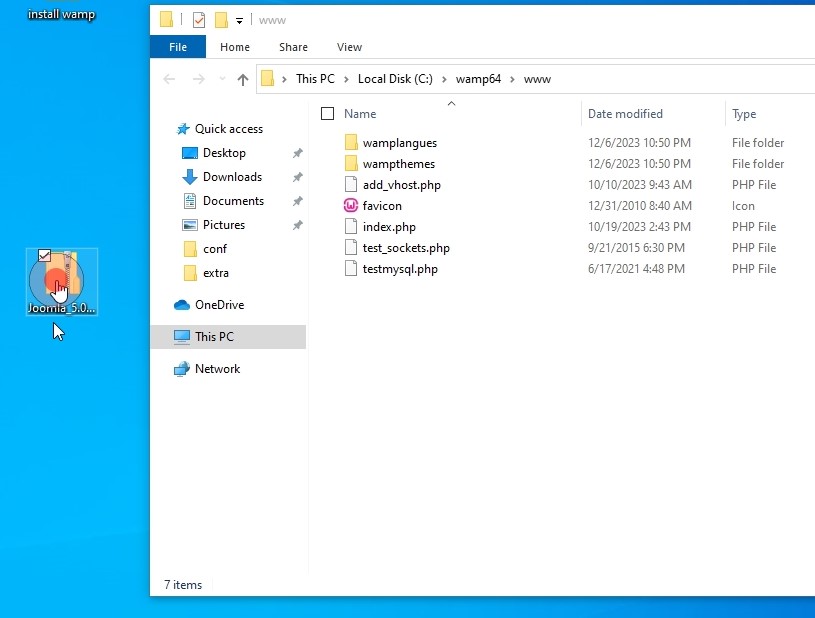 install wamp
www
File Home Share View
This PC Local Disk (C:) wamp64 www
Name Date modified Type
Quick access
Desktop
Downloads
Documents
Pictures
conf
extra
OneDrive
This PC
Network
wamplangues 12/6/2023 10:50 PM File folder
wampthemes 12/6/2023 10:50 PM File folder
add_vhost.php 10/10/2023 9:43 AM PHP File
favicon 12/31/2010 8:40 AM Icon
index.php 10/19/2023 2:43 PM PHP File
test_sockets.php 9/21/2015 6:30 PM PHP File
testmysql.php 6/17/2021 4:48 PM PHP File
Joomla_5.0...
7 items